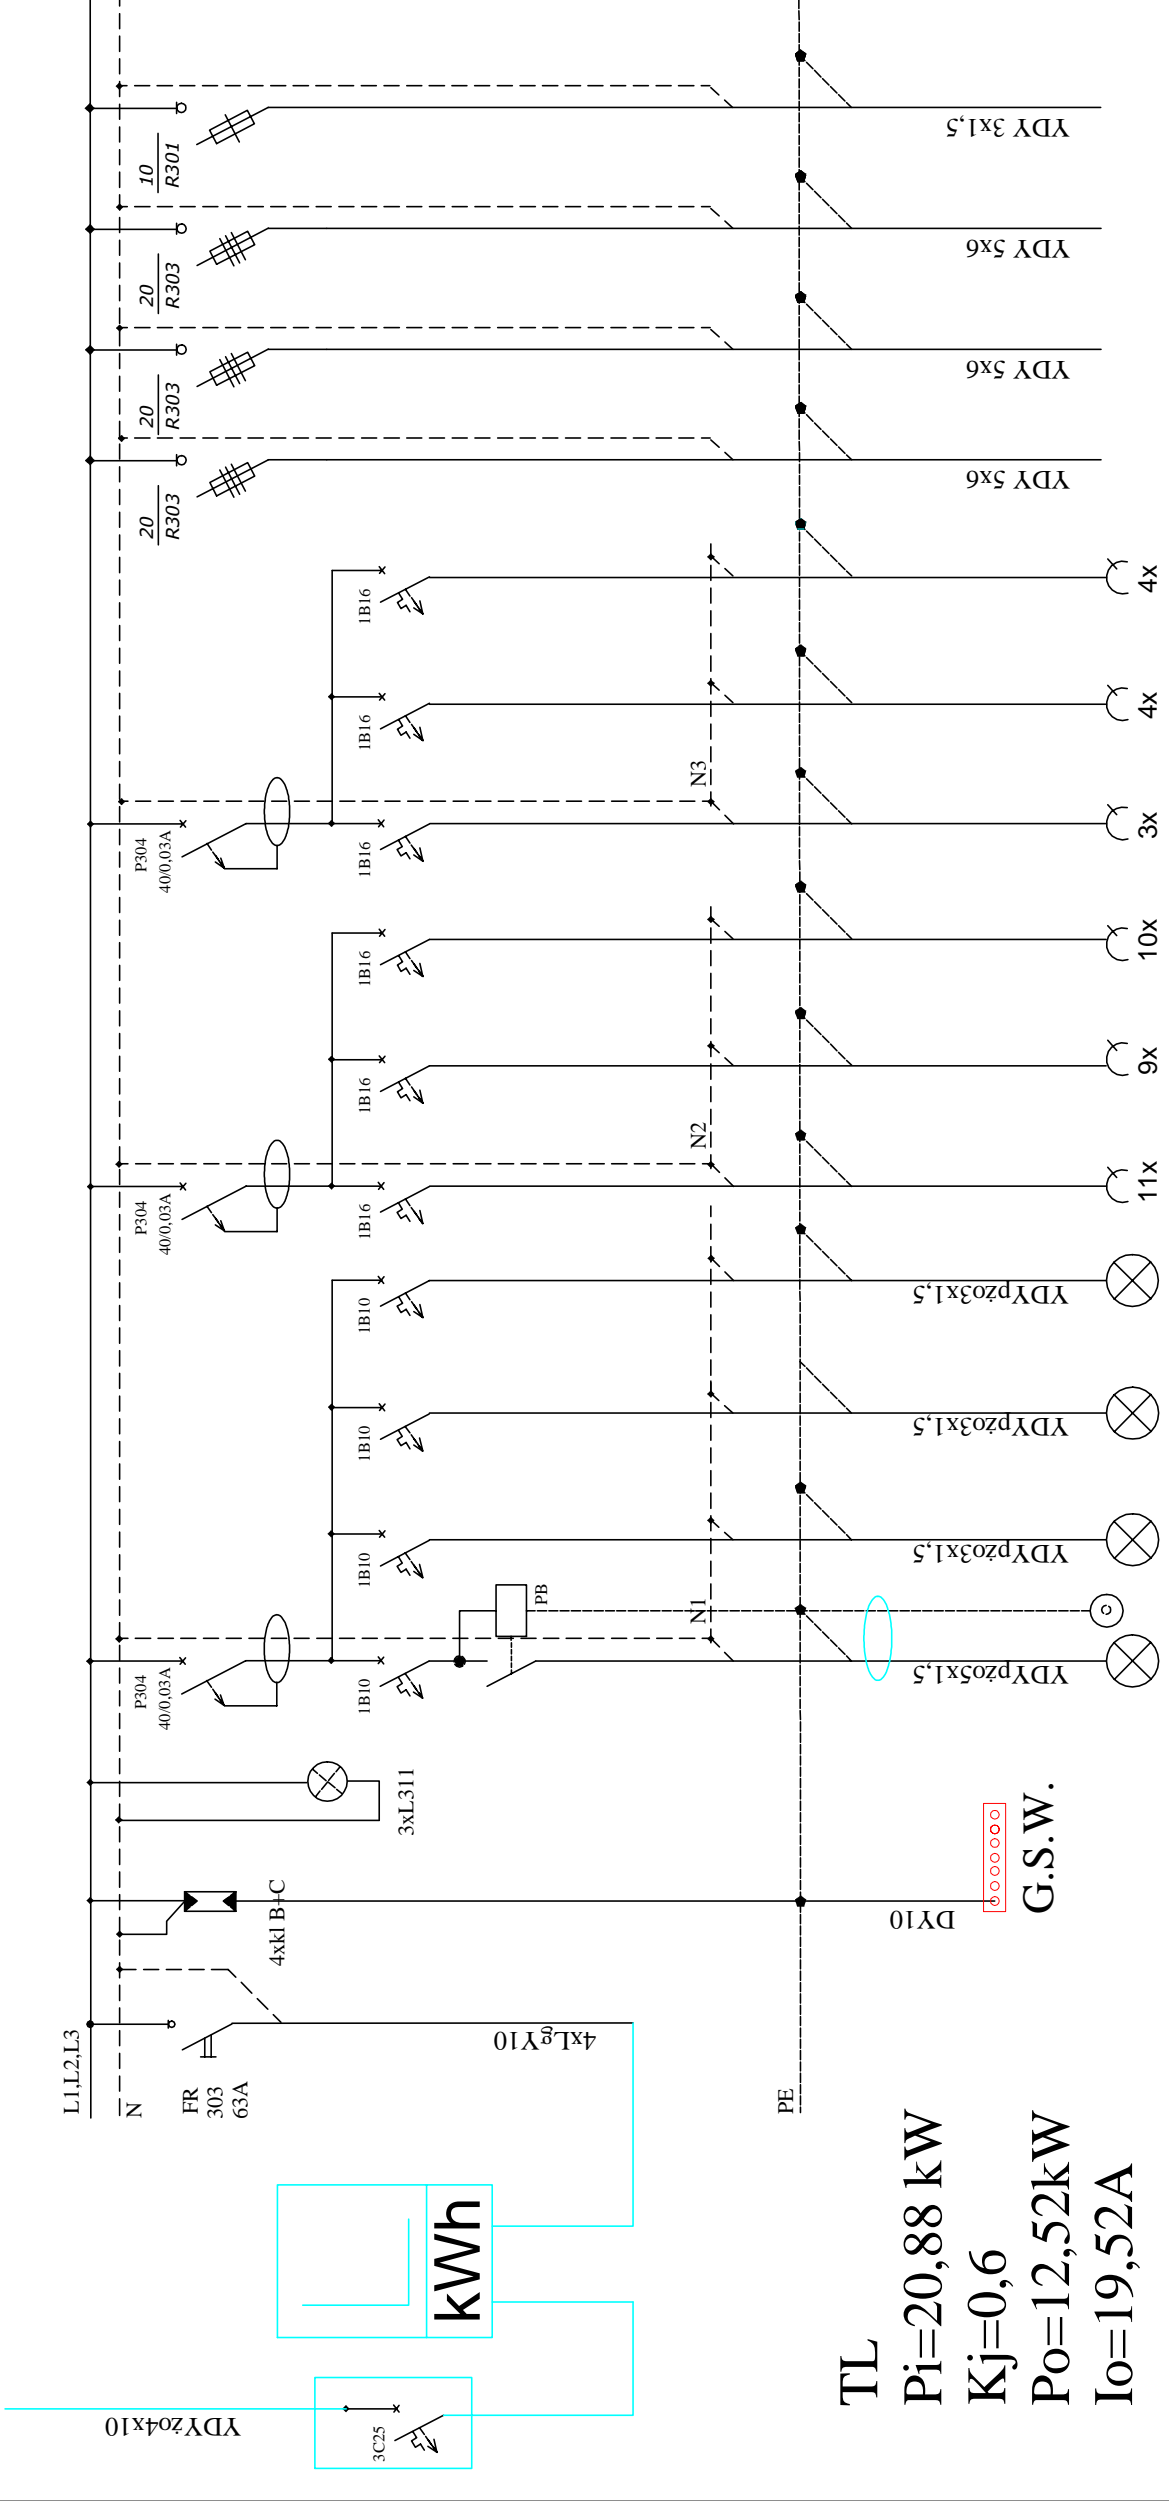 YDYżo4x10
3C25
kWh
L1,L2,L3
N
FR
303
63A
4xLgY10
4xkl B+C
DY10
G.S.W.
3xL311
PE
P304
40/0,03A
1B10
PB
N1
YDYpżo5x1,5
1B10
YDYpżo3x1,5
1B10
YDYpżo3x1,5
1B10
YDYpżo3x1,5
P304
40/0,03A
1B16
N2
11x
1B16
9x
1B16
10x
P304
40/0,03A
1B16
N3
3x
1B16
4x
1B16
4x
20
R303
YDY 5x6
20
R303
YDY 5x6
20
R303
YDY 5x6
10
R301
YDY 3x1,5
TL
Pi=20,88 kW
Kj=0,6
Po=12,52kW
Io=19,52A